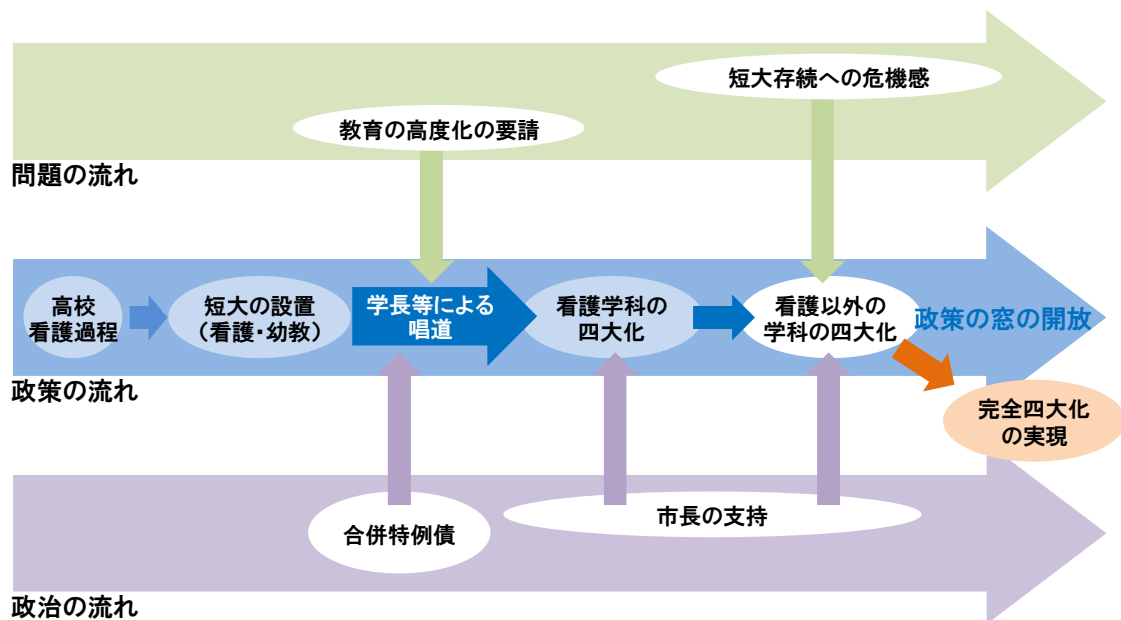 短大存続への危機感
教育の高度化の要請
問題の流れ
高校
看護過程
短大の設置
（看護・幼教）
学長等による
唱道
看護学科の
四大化
看護以外の
学科の四大化
政策の窓の開放
政策の流れ
完全四大化
の実現
合併特例債
市長の支持
政治の流れ